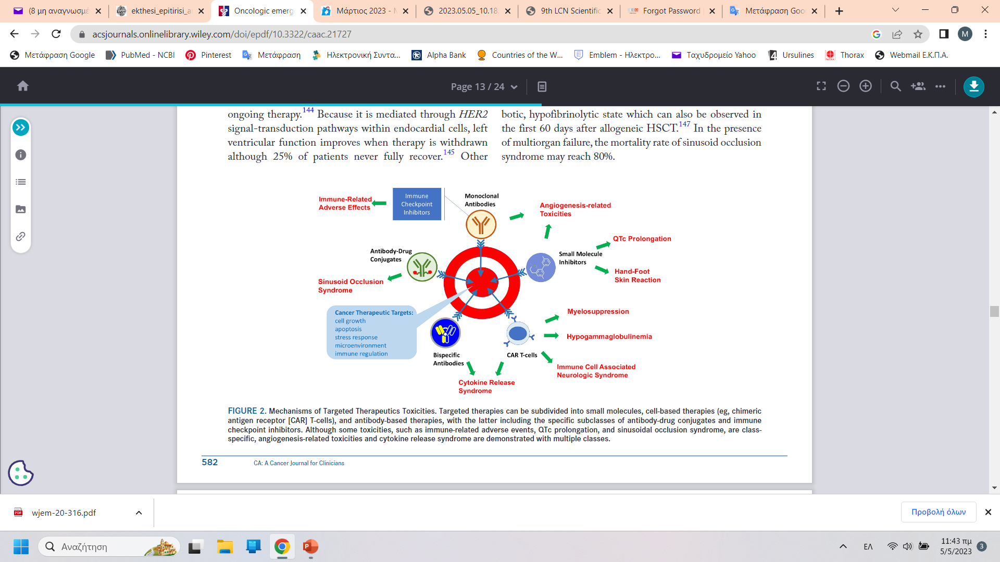 (8 μη αναγνωσμέ
ekthesi_epitirisi_a
Oncologic emerg
Μάρτιος 2023 -
2023.05.05_10.18.
9th LCN Scientific
Forgot Password
Μετάφραση Goo
acsjournals.onlinelibrary.wiley.com/doi/epdf/10.3322/caac.21727
M
Μετάφραση Google
PubMed - NCBI
Pinterest
Μετάφραση
Ηλεκτρονική Συντα...
Alpha Bank
Countries of the W...
Emblem - Ηλεκτρο...
Ταχυδρομείο Yahoo
Ursulines
Thorax
Webmail Ε.Κ.Π.Α.
Page 13 / 24
ongoing therapy.144 Because it is mediated through HER2
signal-transduction pathways within endocardial cells, left
ventricular function improves when therapy is withdrawn
although 25% of patients never fully recover.145 Other
botic, hypofibrinolytic state which can also be observed in
the first 60 days after allogeneic HSCT.147 In the presence
of multiorgan failure, the mortality rate of sinusoid occlusion
syndrome may reach 80%.
Immune-Related
Adverse Effects
Immune
Checkpoint
Inhibitors
Monoclonal
Antibodies
Angiogenesis-related
Toxicities
QTc Prolongation
Antibody-Drug
Conjugates
Small Molecule
Inhibitors
Hand-Foot
Skin Reaction
Sinusoid Occlusion
Syndrome
Cancer Therapeutic Targets:
cell growth
apoptosis
stress response
microenvironment
immune regulation
Myelosuppression
Hypogammaglobulinemia
Bispecific
Antibodies
CAR T-cells
Immune Cell Associated
Neurologic Syndrome
Cytokine Release
Syndrome
FIGURE 2. Mechanisms of Targeted Therapeutics Toxicities. Targeted therapies can be subdivided into small molecules, cell-based therapies (eg, chimeric
antigen receptor [CAR] T-cells), and antibody-based therapies, with the latter including the specific subclasses of antibody-drug conjugates and immune
checkpoint inhibitors. Although some toxicities, such as immune-related adverse events, QTc prolongation, and sinusoidal occlusion syndrome, are class-
specific, angiogenesis-related toxicities and cytokine release syndrome are demonstrated with multiple classes.
582
CA: A Cancer Journal for Clinicians
PDF
wjem-20-316.pdf
Προβολή όλων
Αναζήτηση
ΕΛ
11:43 πμ
5/5/2023
3